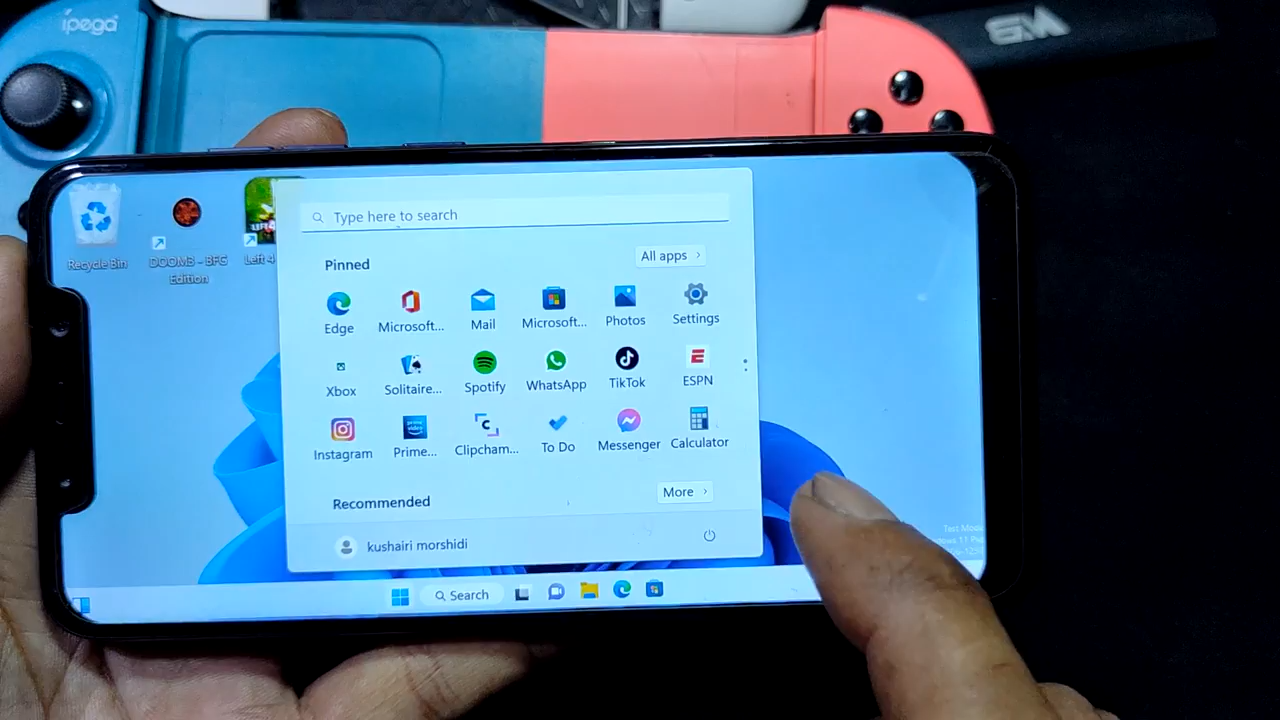 ipega
Type here to search
Pinned
All apps
Edge
Microsoft...
Mail
Microsoft...
Photos
Settings
Xbox
Solitaire...
Spotify
WhatsApp
TikTok
ESPN
Instagram
Prime...
Clipcham...
To Do
Messenger
Calculator
Recommended
More
kushairi morshidi
Recycle Bin
DOOM3 - BFG
Edition
Left 4
Test Mode
Search